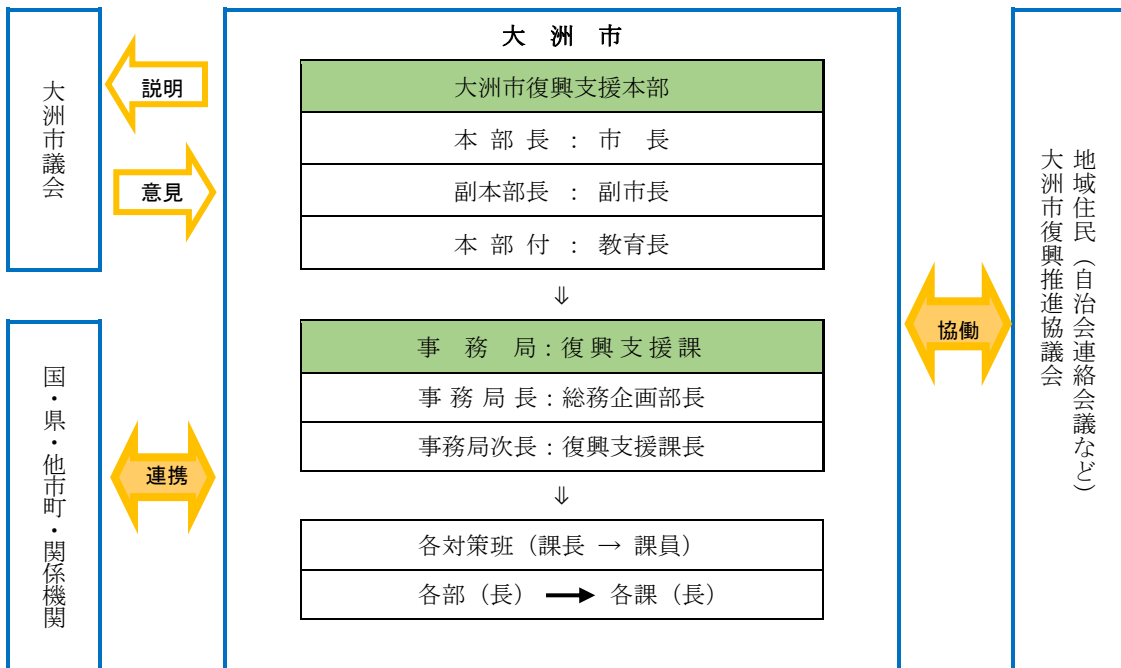 大洲市議会
説明
意見
国・県・他市町・関係機関
連携
大 洲 市
大洲市復興支援本部
本 部 長 : 市 長
副本部長 : 副市長
本 部 付 : 教育長
⇓
事 務 局:復興支援課
事務局長:総務企画部長
事務局次長:復興支援課長
⇓
各対策班(課長 → 課員)
各部(長) → 各課(長)
協働
地域住民(自治会連絡会議など)
大洲市復興推進協議会